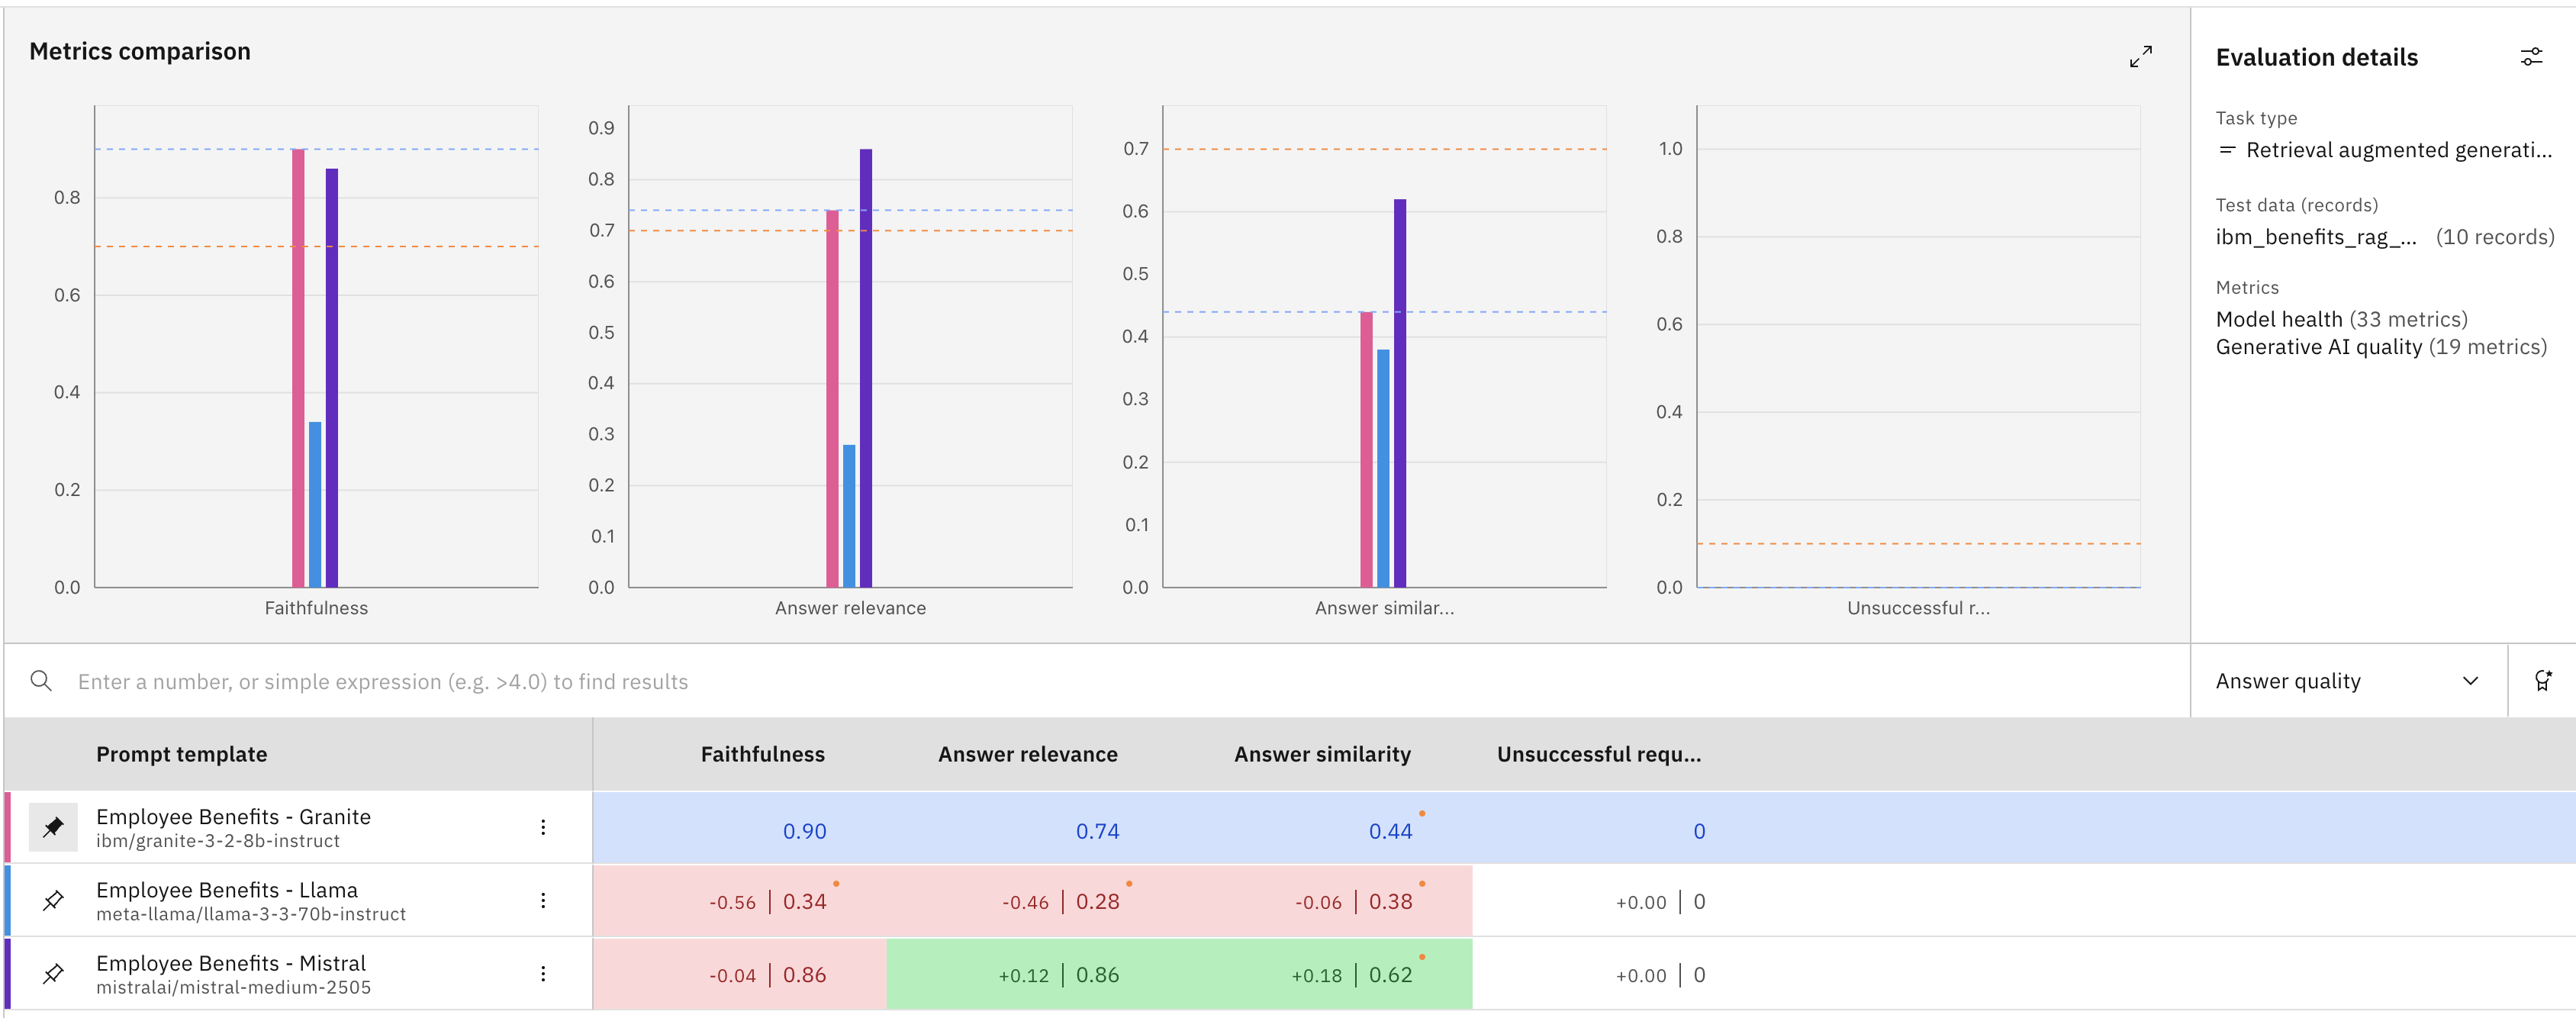 Metrics comparison
0.8
0.6
0.4
0.2
0.0
Faithfulness
0.9
0.8
0.7
0.6
0.5
0.4
0.3
0.2
0.1
0.0
Answer relevance
0.7
0.6
0.5
0.4
0.3
0.2
0.1
0.0
Answer similar...
1.0
0.8
0.6
0.4
0.2
0.0
Unsuccessful r...
Evaluation details
Task type
Retrieval augmented generati...
Test data (records)
ibm_benefits_rag_... (10 records)
Metrics
Model health (33 metrics)
Generative AI quality (19 metrics)
Enter a number, or simple expression (e.g. >4.0) to find results
Answer quality
Prompt template Faithfulness Answer relevance Answer similarity Unsuccessful requ...
Employee Benefits - Granite
ibm/granite-3-2-8b-instruct
0.90 0.74 0.44 0
Employee Benefits - Llama
meta-llama/llama-3-3-70b-instruct
-0.56 | 0.34 -0.46 | 0.28 -0.06 | 0.38 +0.00 | 0
Employee Benefits - Mistral
mistralai/mistral-medium-2505
-0.04 | 0.86 +0.12 | 0.86 +0.18 | 0.62 +0.00 | 0